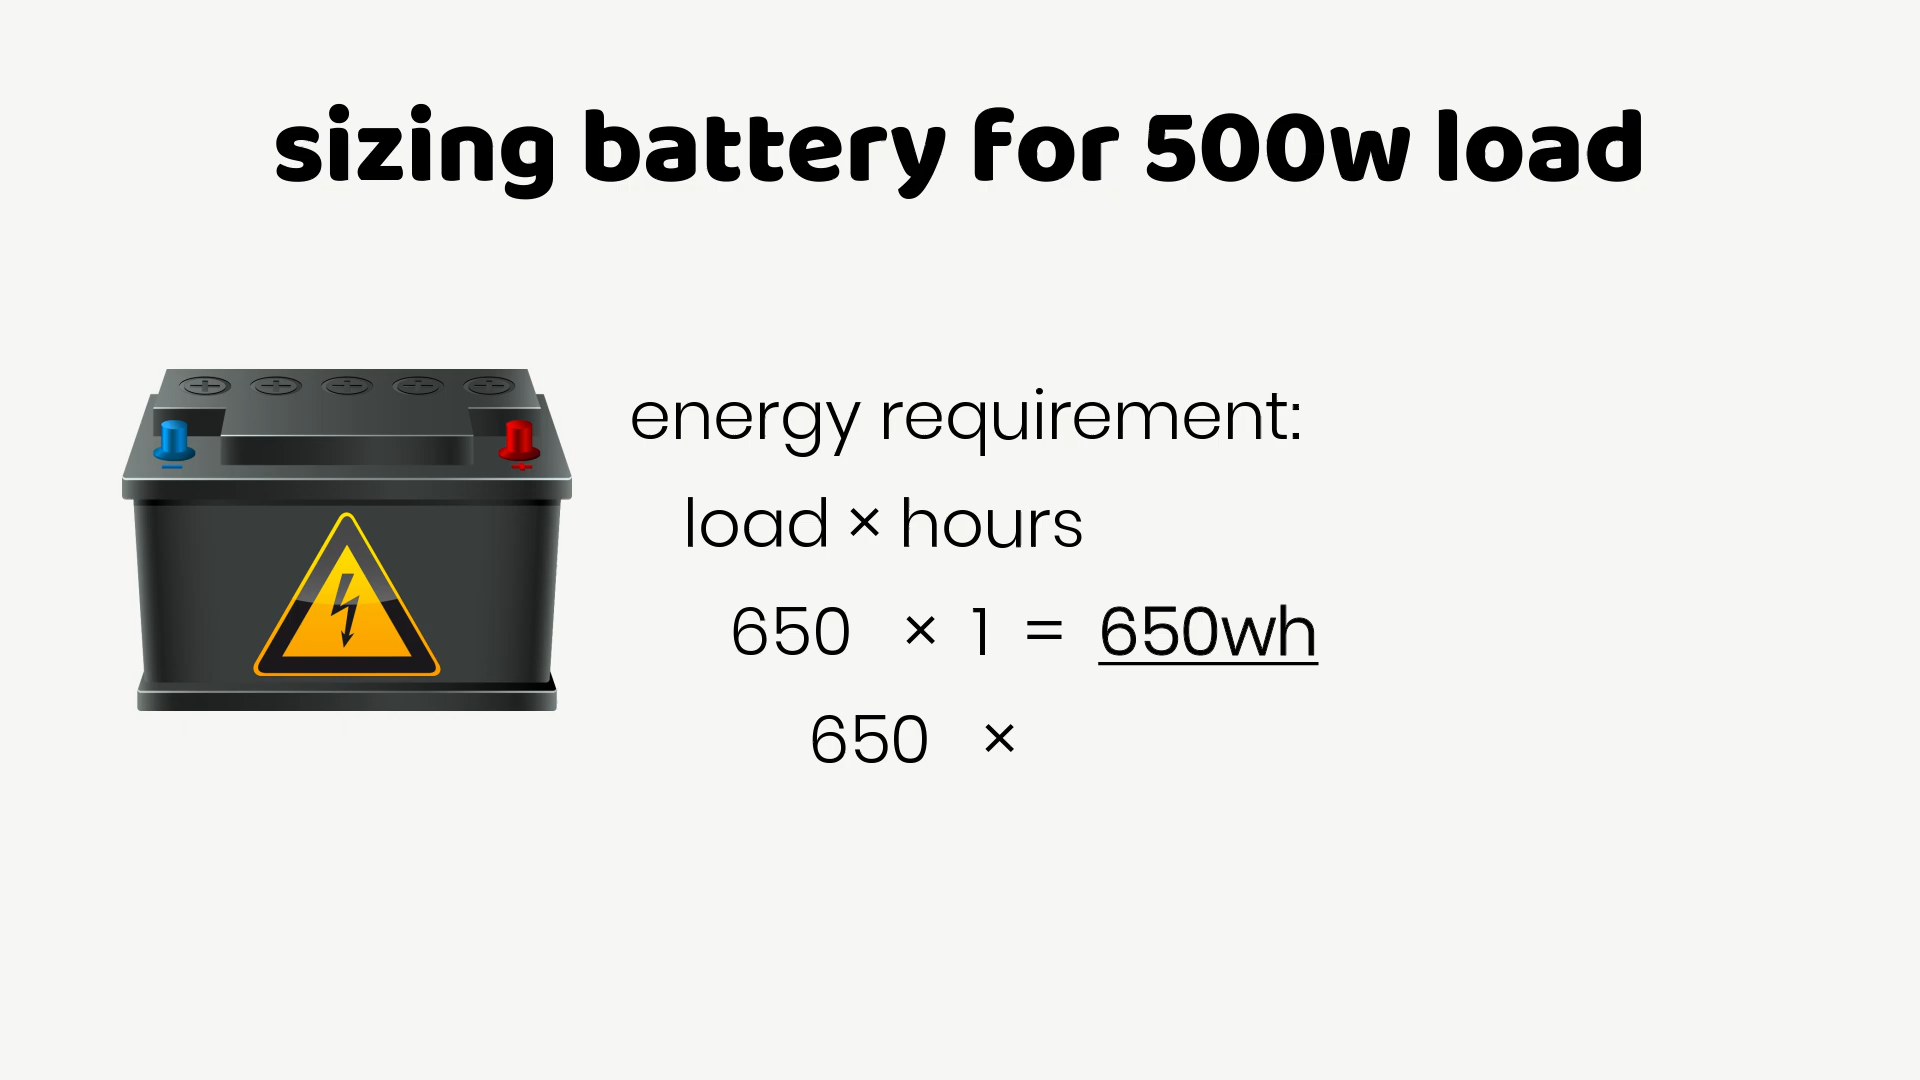 sizing battery for 500w load
energy requirement:
load × hours
650 × 1 = 650wh
650 ×